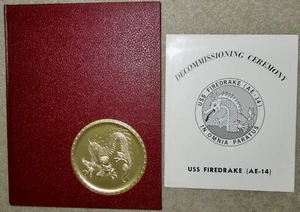 DECOMMISSIONING CEREMONY
USS FIREDRAKE (AE-14)
IN OMNIA PARATUS
USS FIREDRAKE (AE-14)